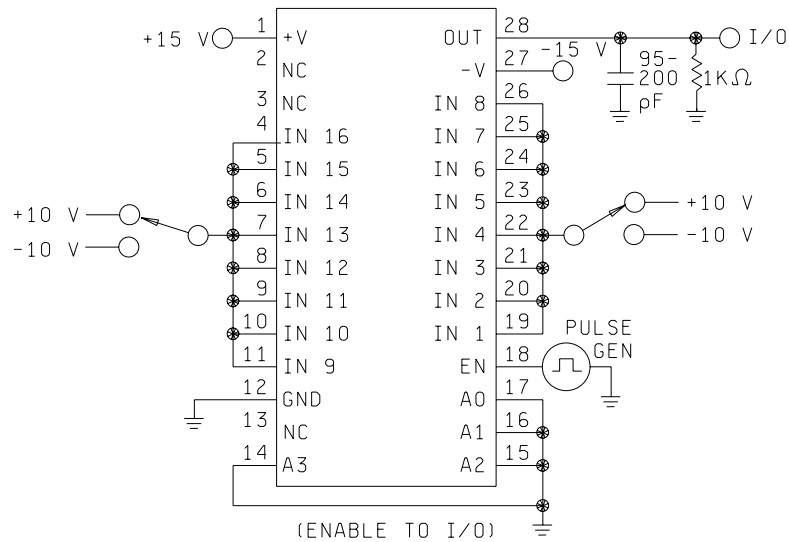 1
28
+15 V
+V
OUT
I/O
2
27
-15 V
NC
-V
95-
200
pF
1KΩ
3
26
NC
IN 8
4
25
IN 16
IN 7
5
24
IN 15
IN 6
6
23
IN 14
IN 5
+10 V
+10 V
7
22
IN 13
IN 4
-10 V
-10 V
8
21
IN 12
IN 3
9
20
IN 11
IN 2
10
19
IN 10
IN 1
PULSE
GEN
11
18
IN 9
EN
12
17
GND
A0
13
16
NC
A1
14
15
A3
A2
(ENABLE TO I/O)